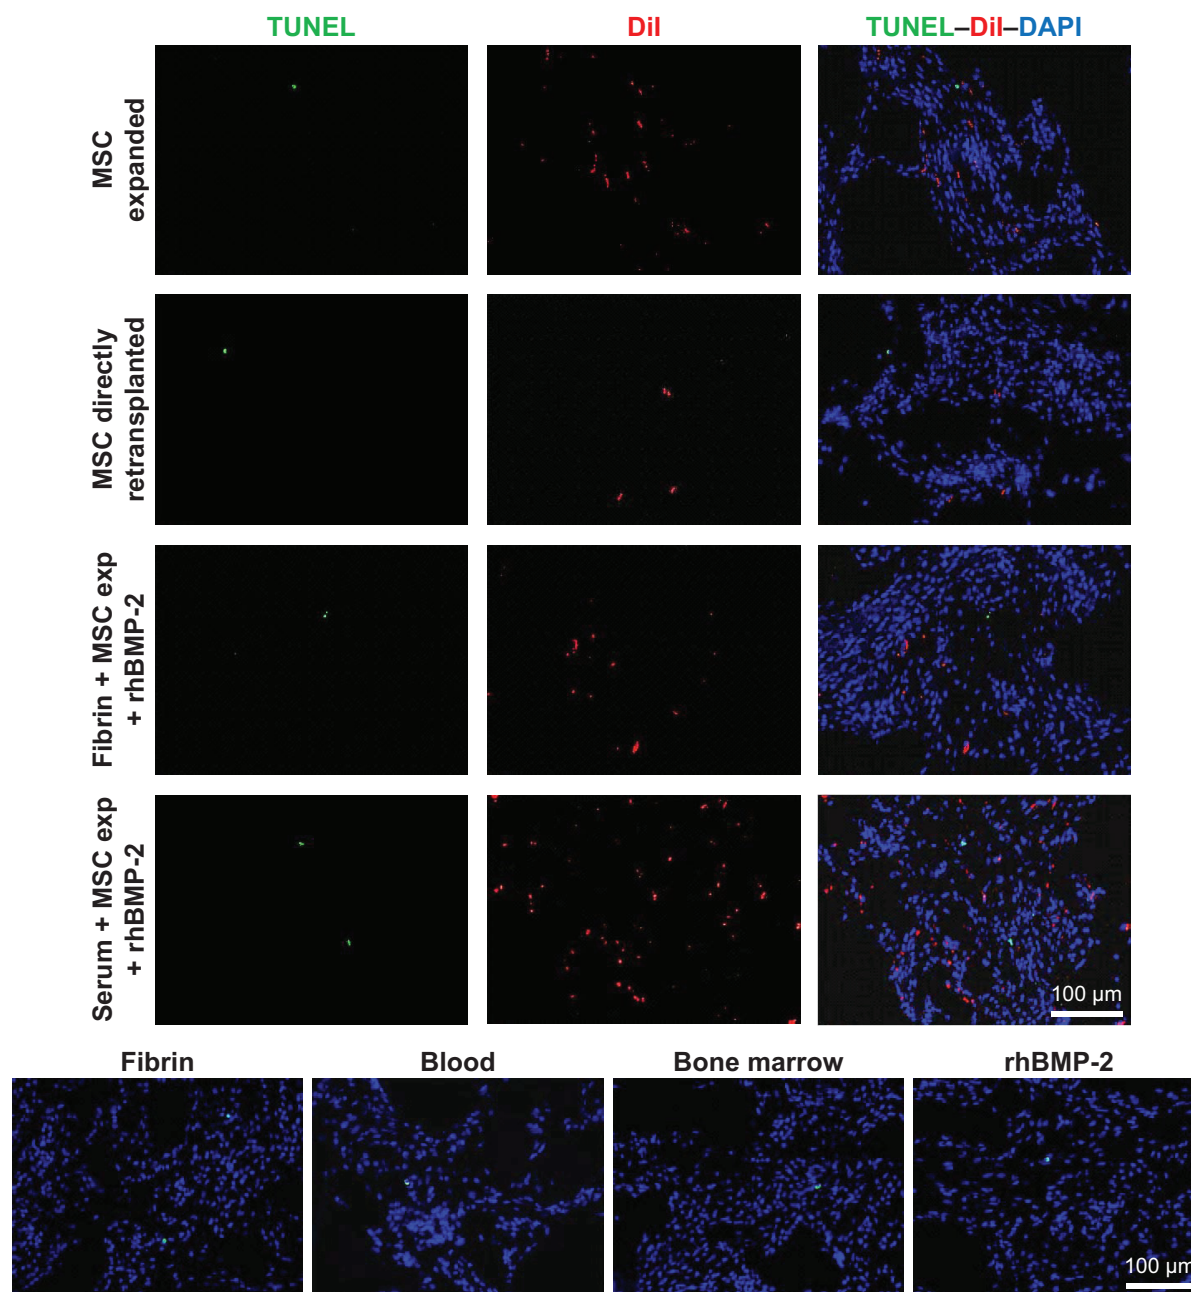 TUNEL DiI TUNEL–DiI–DAPI
MSC
expanded
MSC directly
retransplanted
Fibrin + MSC exp
+ rhBMP-2
Serum + MSC exp
+ rhBMP-2
100 µm
Fibrin Blood Bone marrow rhBMP-2
100 µm